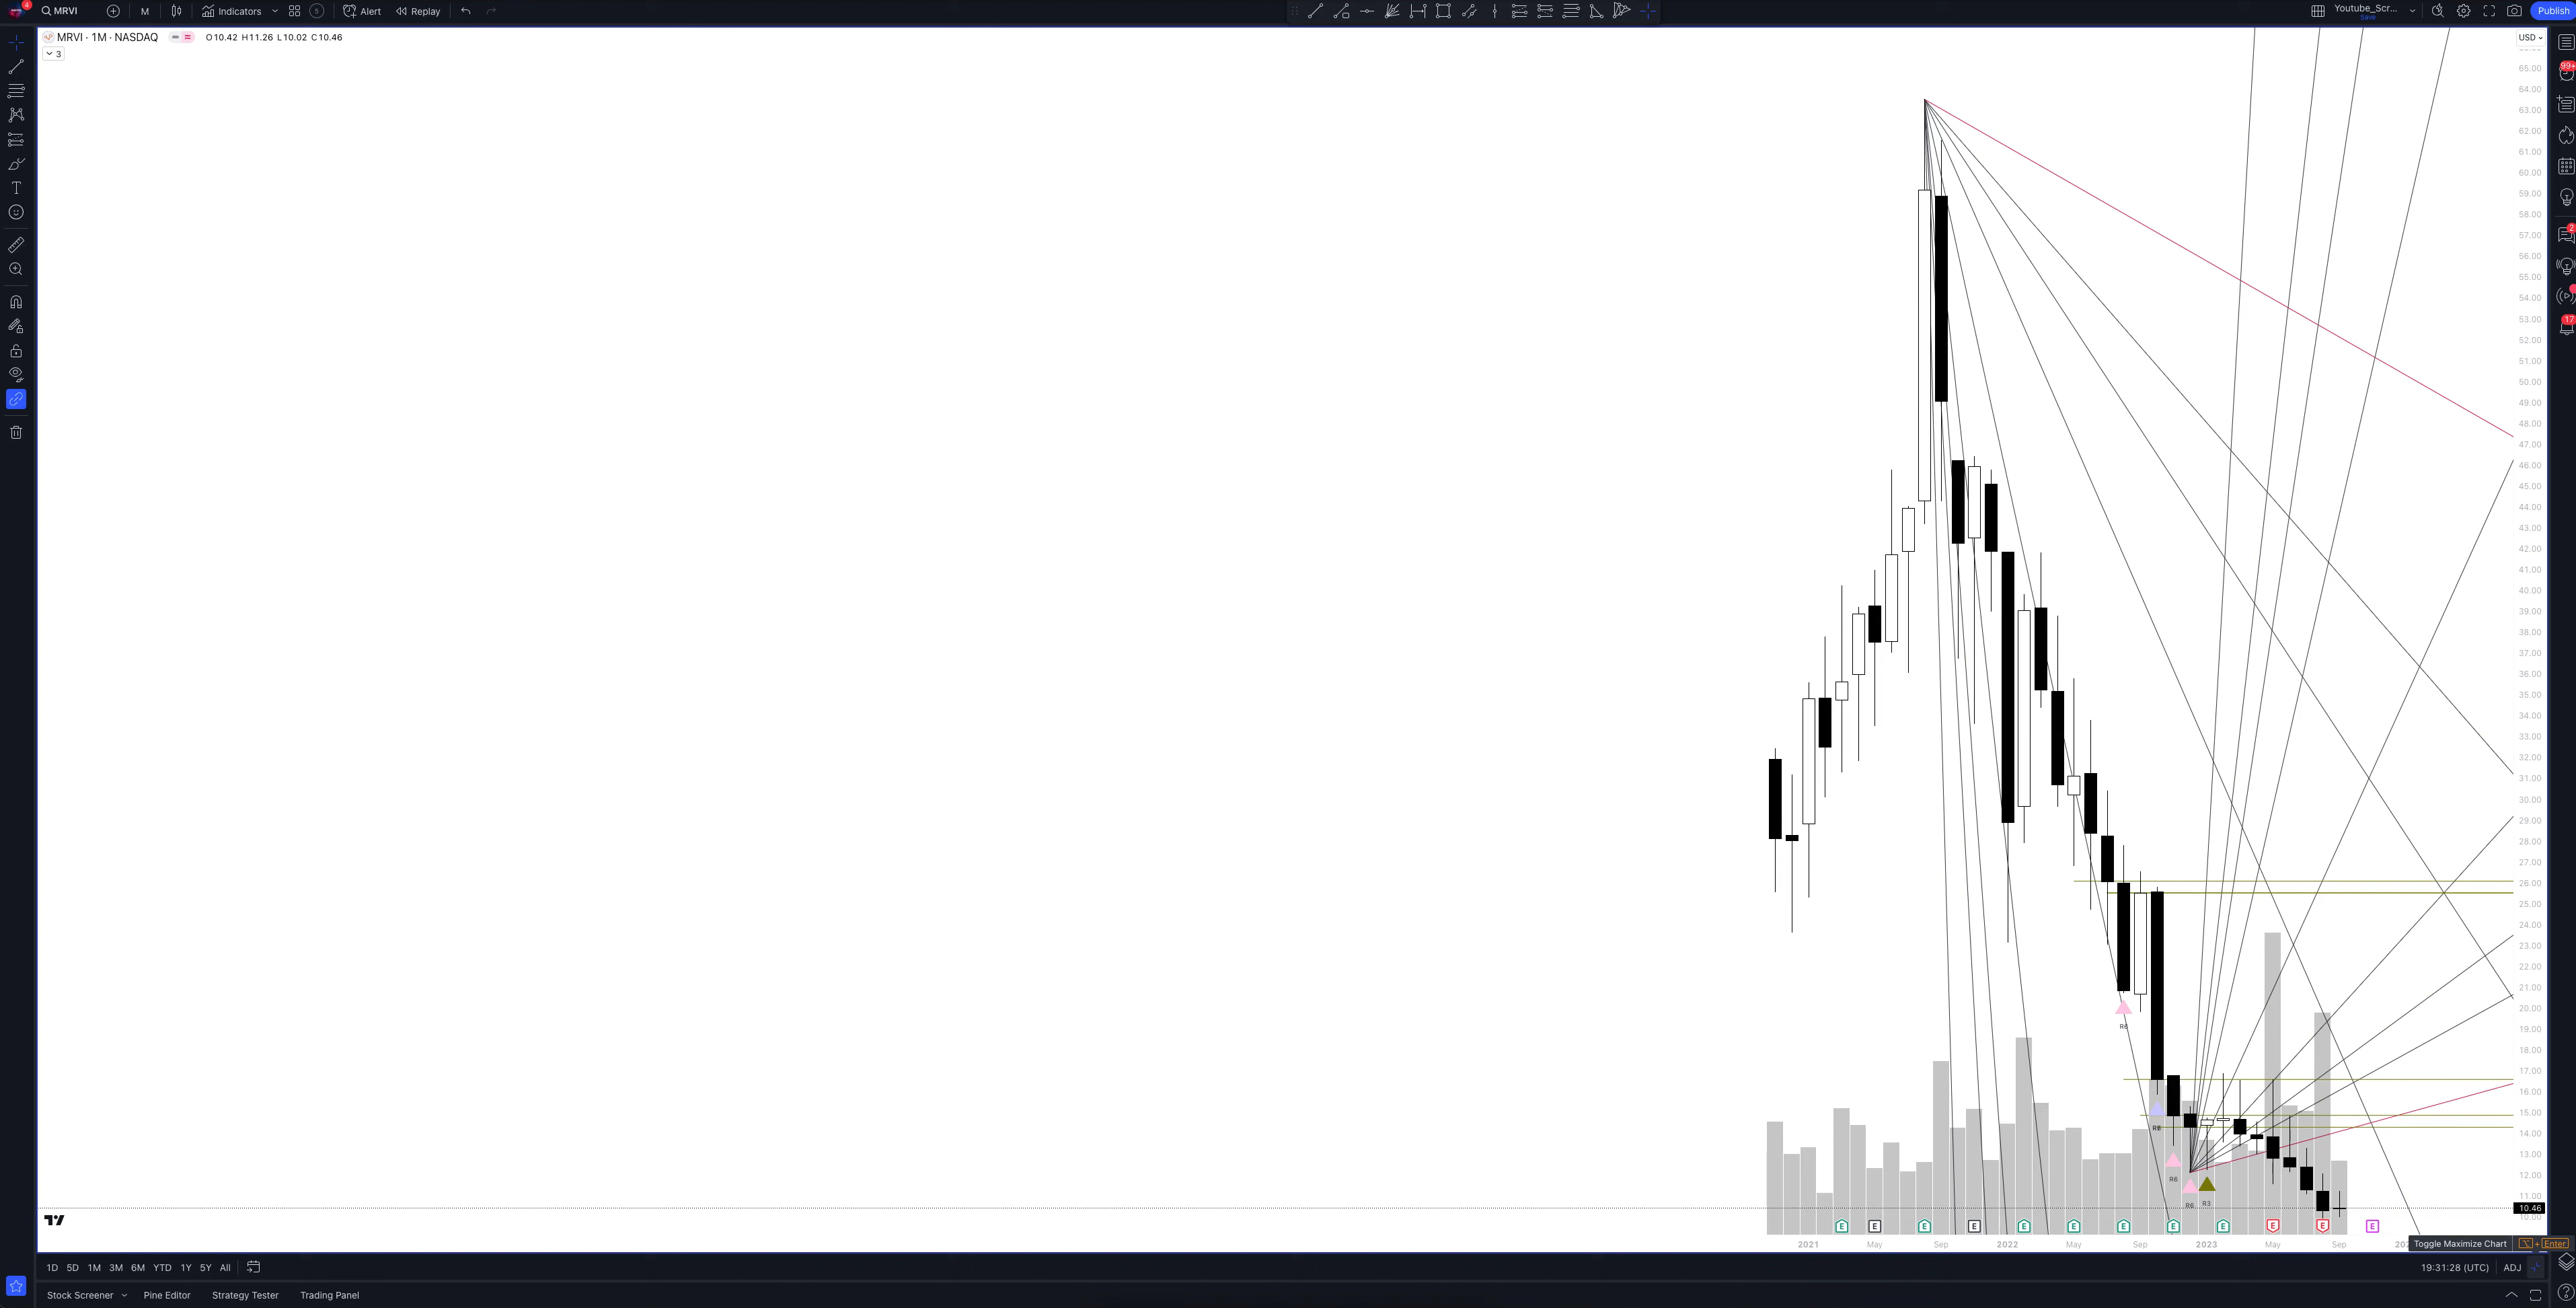 4
MRVI
M
Indicators
5
Alert
Replay
Youtube_Scr...
Save
Publish
MRVI · 1M · NASDAQ
O10.42 H11.26 L10.02 C10.46
3
USD
65.00
64.00
63.00
62.00
61.00
60.00
59.00
58.00
57.00
56.00
55.00
54.00
53.00
52.00
51.00
50.00
49.00
48.00
47.00
46.00
45.00
44.00
43.00
42.00
41.00
40.00
39.00
38.00
37.00
36.00
35.00
34.00
33.00
32.00
31.00
30.00
29.00
28.00
27.00
26.00
25.00
24.00
23.00
22.00
21.00
20.00
19.00
18.00
17.00
16.00
15.00
14.00
13.00
12.00
11.00
10.46
99+
2
17
R6
R6
R6
R3
E E E E E E E E E E E E
2021 May Sep 2022 May Sep 2023 May Sep
Toggle Maximize Chart
+ Enter
1D 5D 1M 3M 6M YTD 1Y 5Y All
19:31:28 (UTC)
ADJ
Stock Screener
Pine Editor
Strategy Tester
Trading Panel